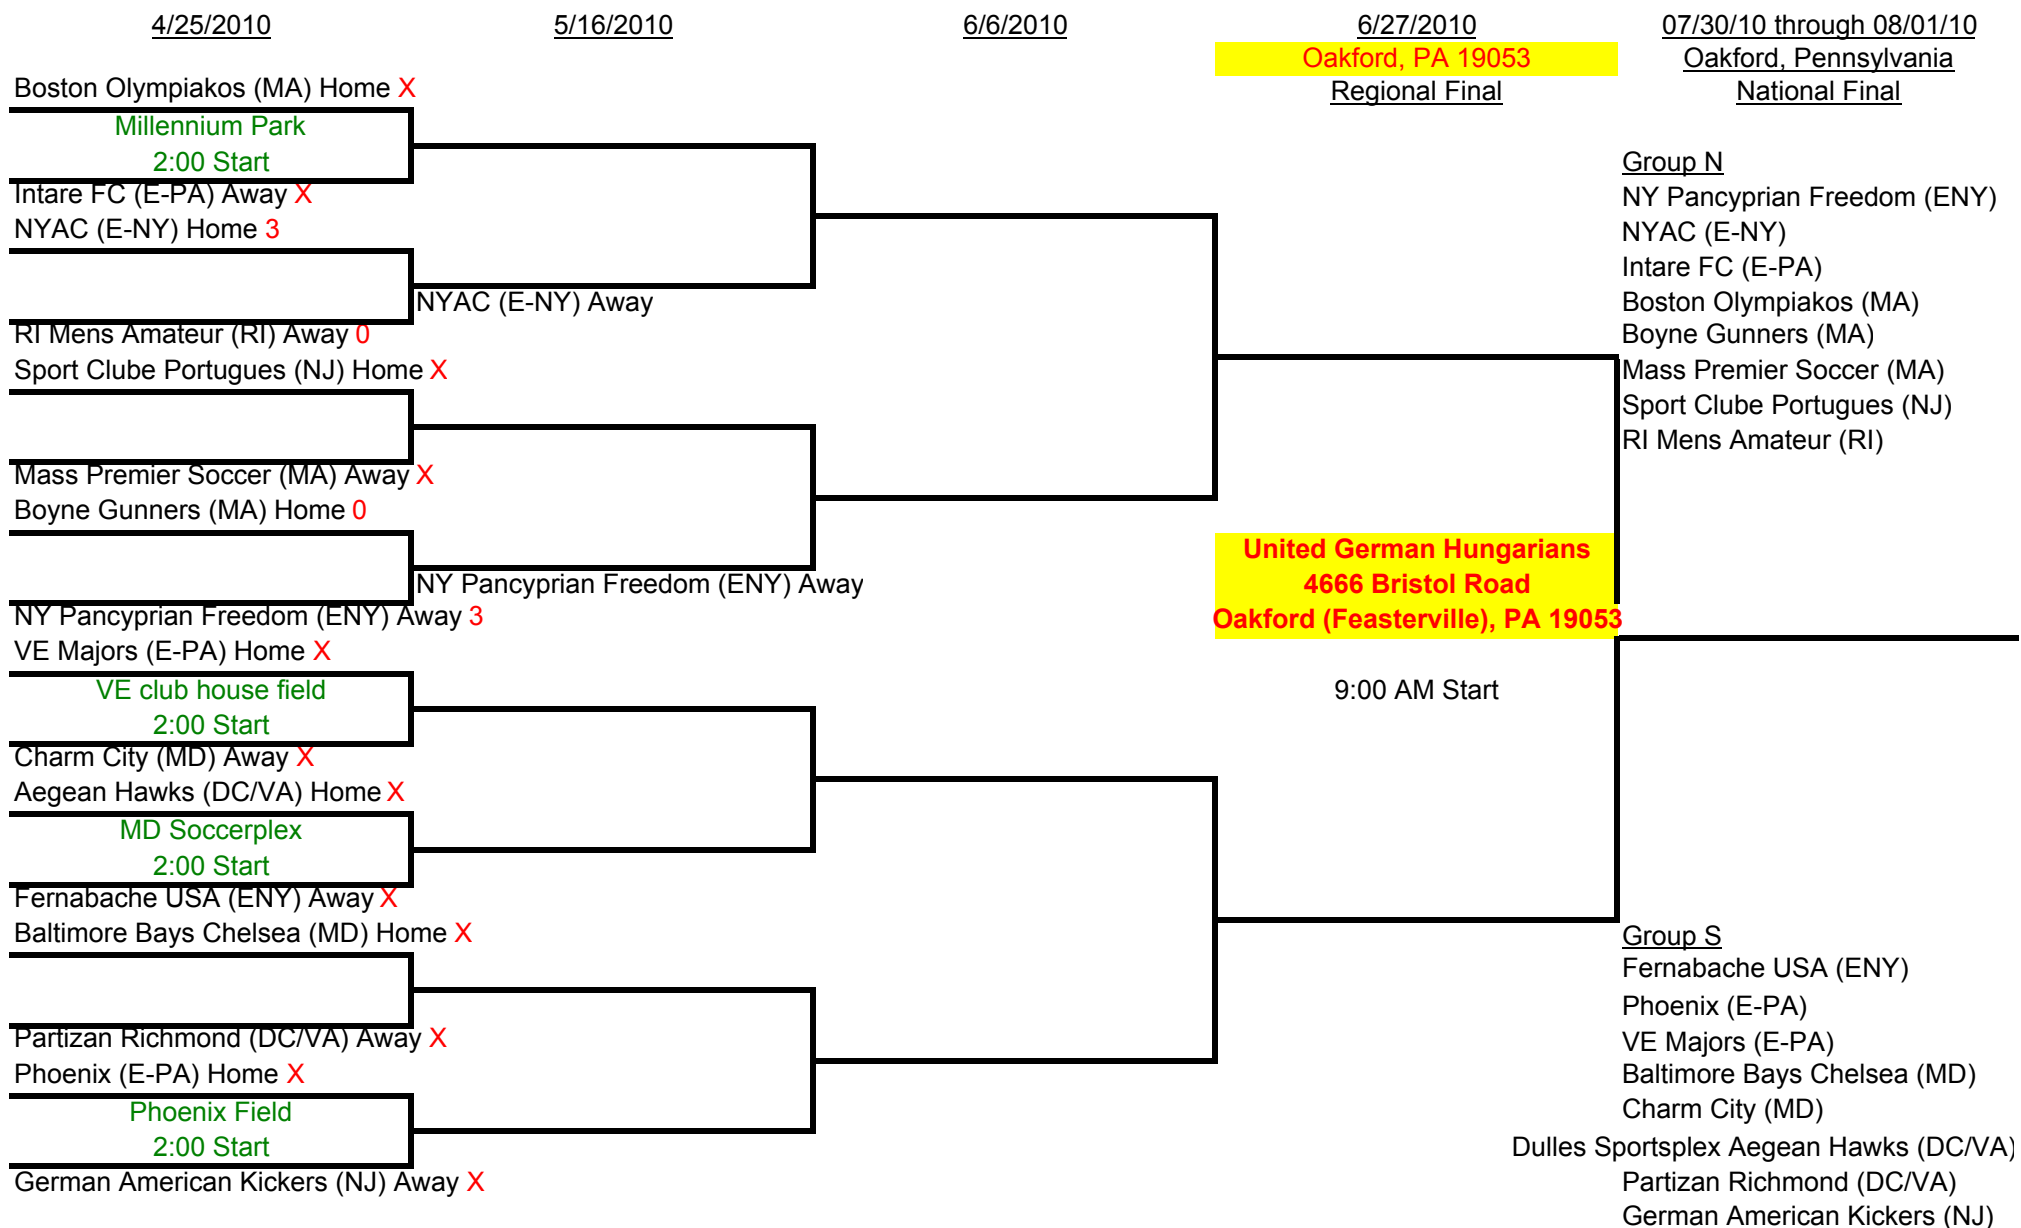 4/25/2010
5/16/2010
6/6/2010
6/27/2010
07/30/10 through 08/01/10
Oakford, PA 19053
Oakford, Pennsylvania
Regional Final
National Final
Boston Olympiakos (MA) Home X
Millennium Park
2:00 Start
Intare FC (E-PA) Away X
NYAC (E-NY) Home 3
NYAC (E-NY) Away
RI Mens Amateur (RI) Away 0
Sport Clube Portugues (NJ) Home X
Mass Premier Soccer (MA) Away X
Boyne Gunners (MA) Home 0
NY Pancyprian Freedom (ENY) Away
NY Pancyprian Freedom (ENY) Away 3
VE Majors (E-PA) Home X
VE club house field
2:00 Start
Charm City (MD) Away X
Aegean Hawks (DC/VA) Home X
MD Soccerplex
2:00 Start
Fernabache USA (ENY) Away X
Baltimore Bays Chelsea (MD) Home X
Partizan Richmond (DC/VA) Away X
Phoenix (E-PA) Home X
Phoenix Field
2:00 Start
German American Kickers (NJ) Away X
United German Hungarians
4666 Bristol Road
Oakford (Feasterville), PA 19053
9:00 AM Start
Group N
NY Pancyprian Freedom (ENY)
NYAC (E-NY)
Intare FC (E-PA)
Boston Olympiakos (MA)
Boyne Gunners (MA)
Mass Premier Soccer (MA)
Sport Clube Portugues (NJ)
RI Mens Amateur (RI)
Group S
Fernabache USA (ENY)
Phoenix (E-PA)
VE Majors (E-PA)
Baltimore Bays Chelsea (MD)
Charm City (MD)
Dulles Sportsplex Aegean Hawks (DC/VA)
Partizan Richmond (DC/VA)
German American Kickers (NJ)